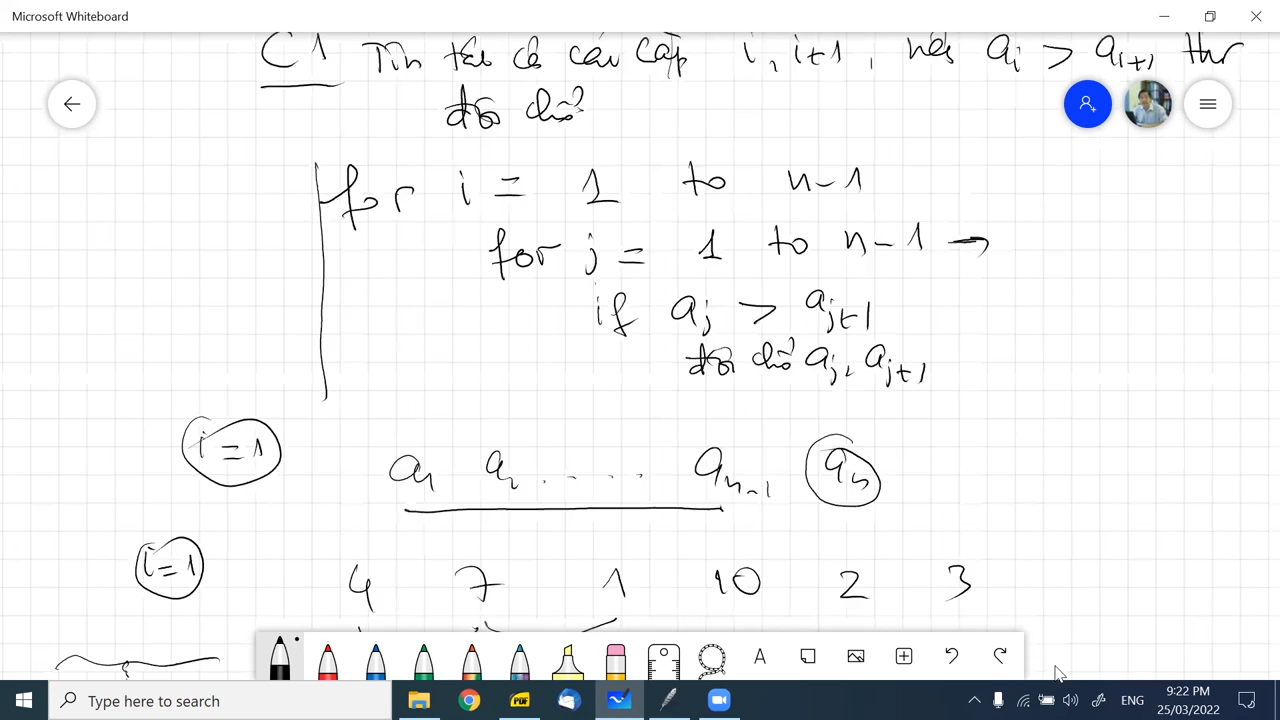 Microsoft Whiteboard
C1 Tìm tất cả các cặp i, i+1, nếu ai > ai+1 thì
đổi chỗ
for i = 1 to n-1
for j = 1 to n-1 →
if aj > aj+1
đổi chỗ aj, aj+1
i=1 a1 a2 ..... an-1 an
i=1 4 7 1 10 2 3
A
Type here to search
PDF
ENG
9:22 PM
25/03/2022